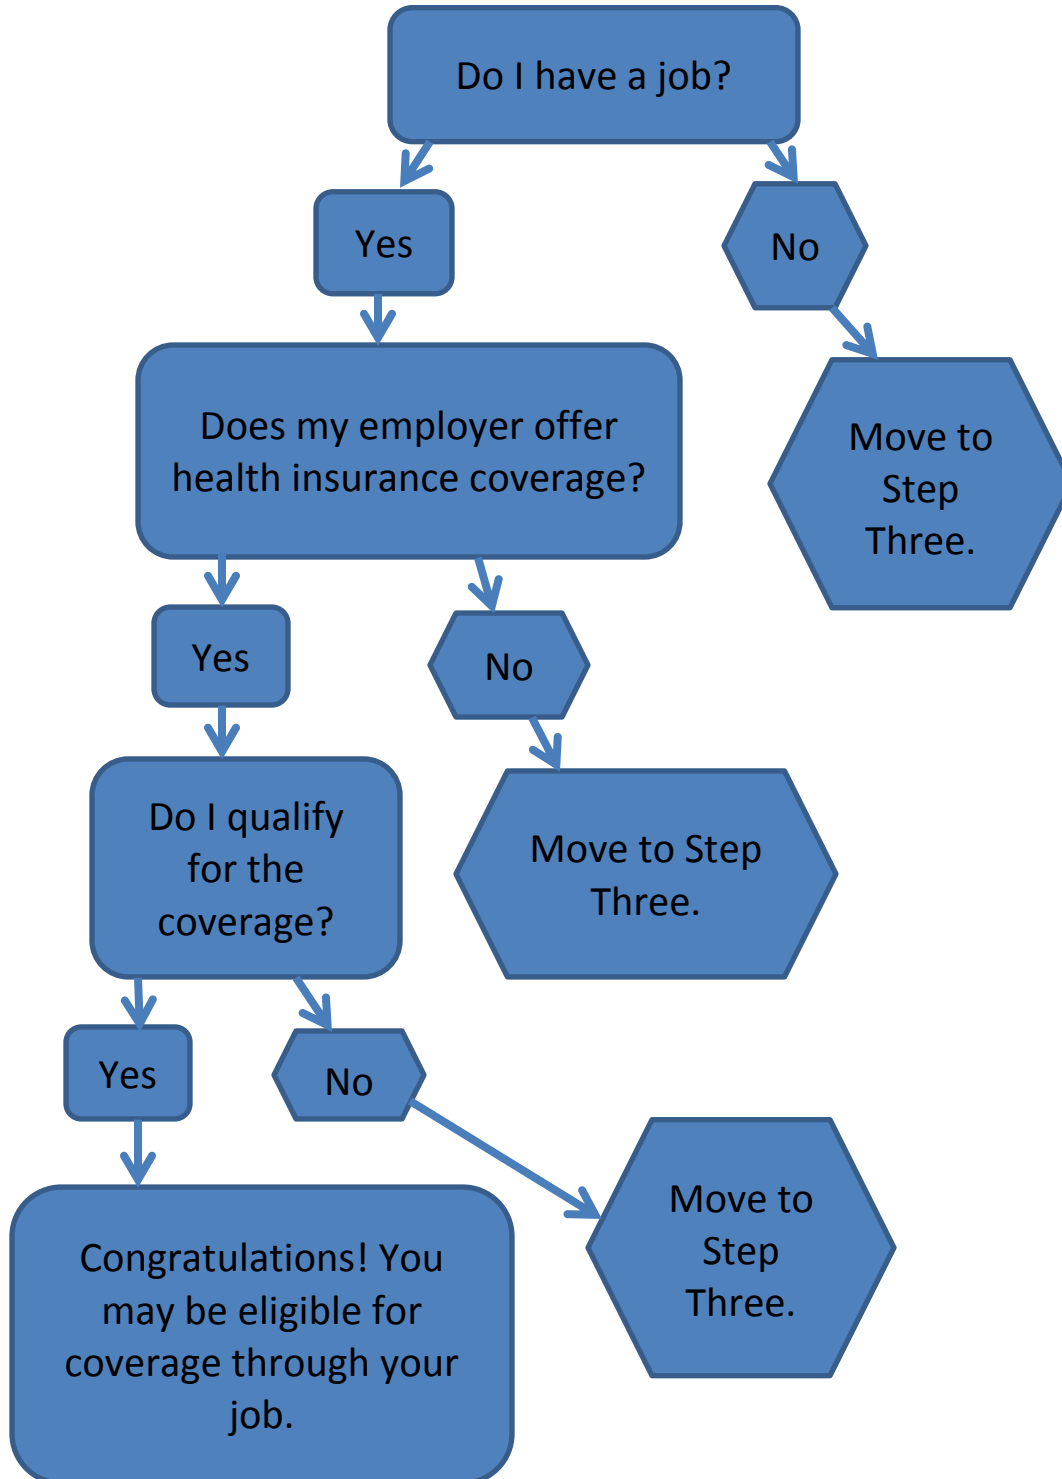 Do I have a job?
Yes
No
Does my employer offer
health insurance coverage?
Move to
Step
Three.
Yes
No
Do I qualify
for the
coverage?
Move to Step
Three.
Yes
No
Congratulations! You
may be eligible for
coverage through your
job.
Move to
Step
Three.